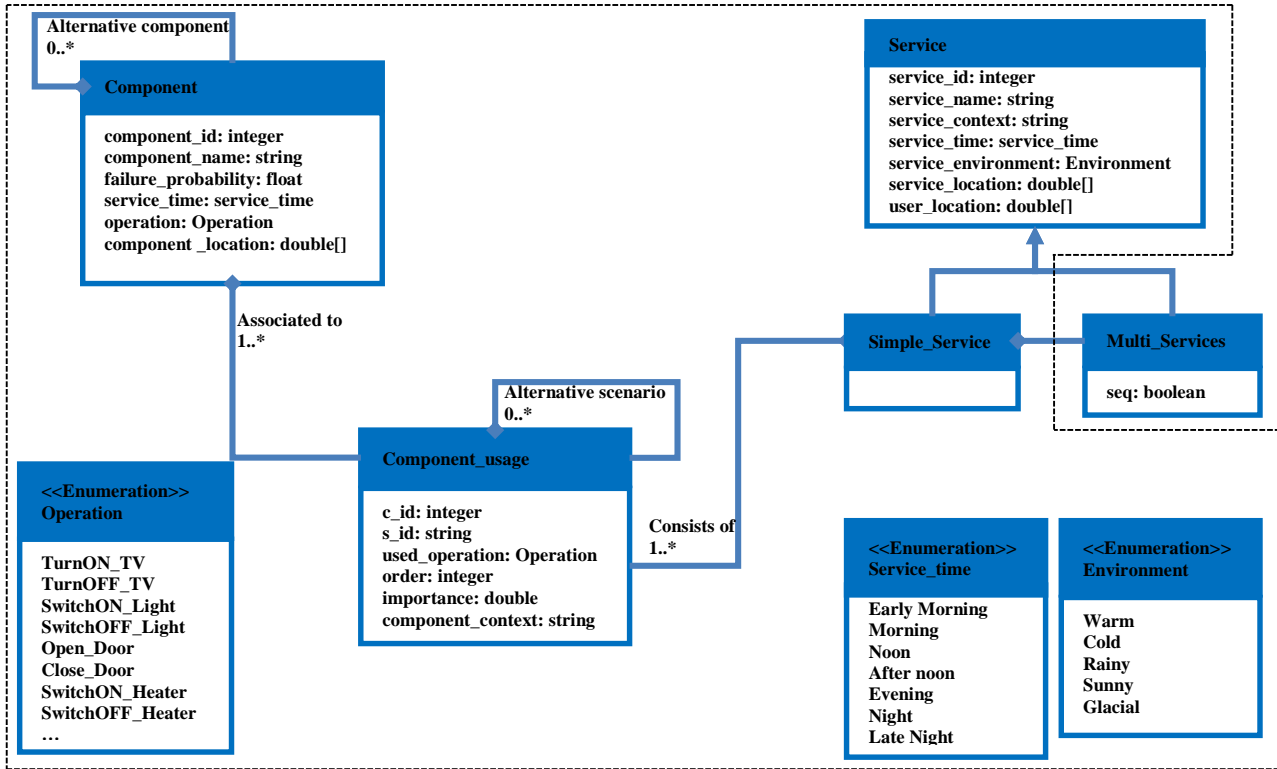 Alternative component
0..*
Component
component_id: integer
component_name: string
failure_probability: float
service_time: service_time
operation: Operation
component _location: double[]
Service
service_id: integer
service_name: string
service_context: string
service_time: service_time
service_environment: Environment
service_location: double[]
user_location: double[]
Associated to
1..*
Simple_Service
Multi_Services
seq: boolean
Alternative scenario
0..*
Component_usage
c_id: integer
s_id: string
used_operation: Operation
order: integer
importance: double
component_context: string
Consists of
1..*
<<Enumeration>>
Operation
TurnON_TV
TurnOFF_TV
SwitchON_Light
SwitchOFF_Light
Open_Door
Close_Door
SwitchON_Heater
SwitchOFF_Heater
…
<<Enumeration>>
Service_time
Early Morning
Morning
Noon
After noon
Evening
Night
Late Night
<<Enumeration>>
Environment
Warm
Cold
Rainy
Sunny
Glacial